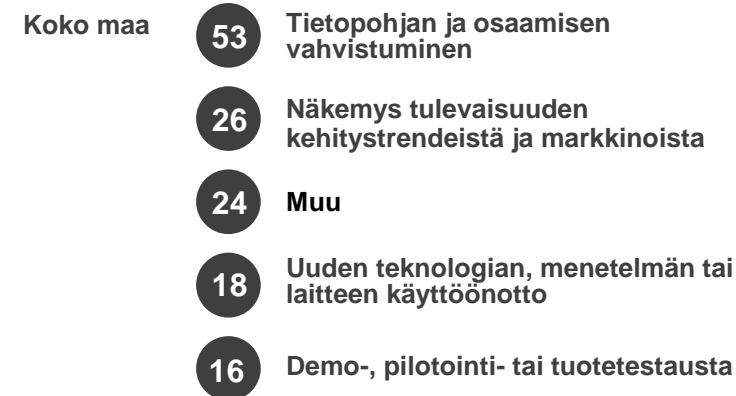 Koko maa
53
Tietopohjan ja osaamisen
vahvistuminen
26
Näkemys tulevaisuuden
kehitystrendeistä ja markkinoista
24
Muu
18
Uuden teknologian, menetelmän tai
laitteen käyttöönotto
16
Demo-, pilotointi- tai tuotetestausta